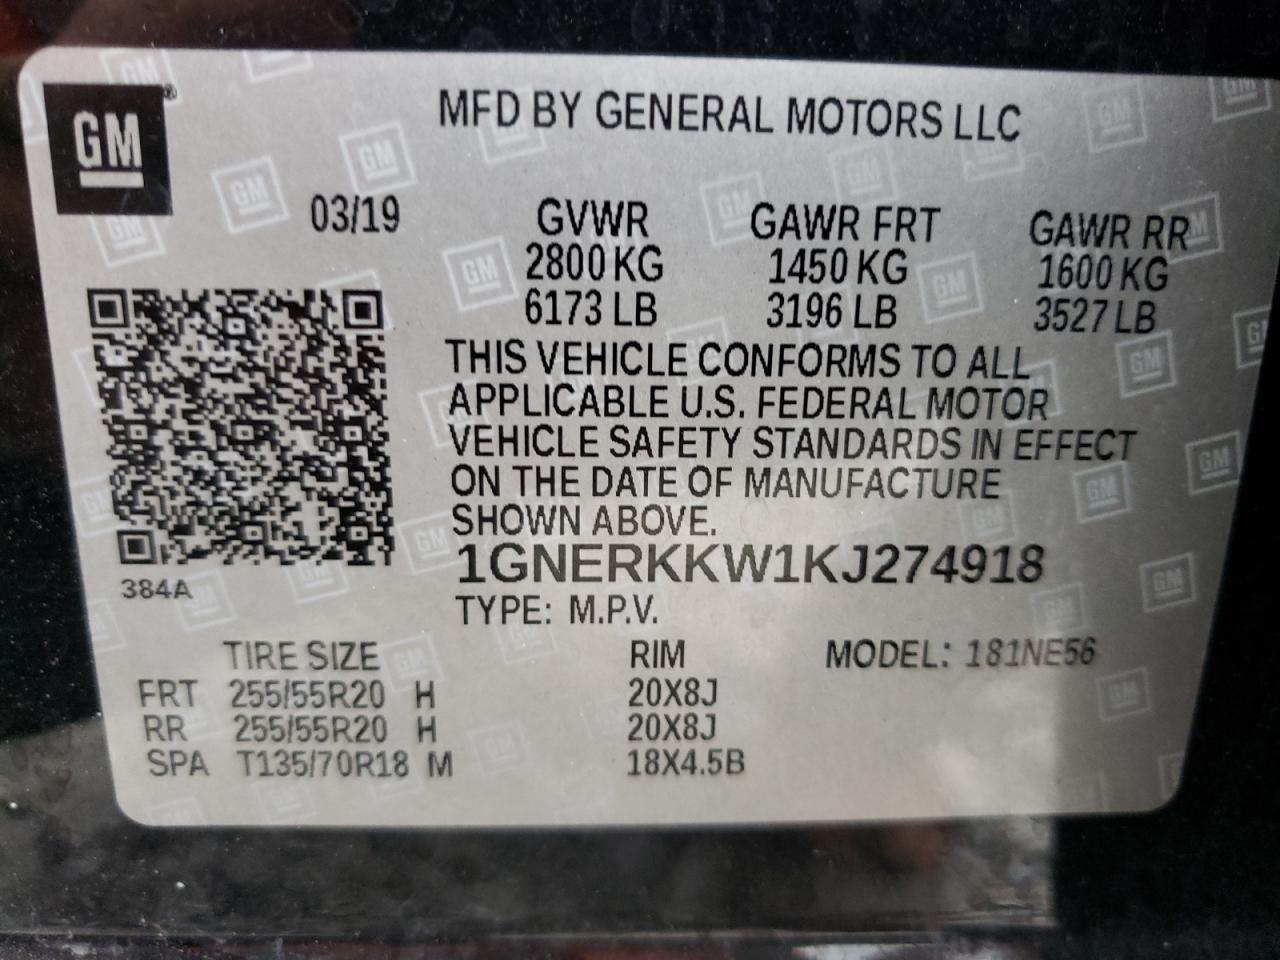 GM®
MFD BY GENERAL MOTORS LLC
03/19 GVWR GAWR FRT GAWR RR
2800 KG 1450 KG 1600 KG
6173 LB 3196 LB 3527 LB
THIS VEHICLE CONFORMS TO ALL
APPLICABLE U.S. FEDERAL MOTOR
VEHICLE SAFETY STANDARDS IN EFFECT
ON THE DATE OF MANUFACTURE
SHOWN ABOVE.
1GNERKKW1KJ274918
384A
TYPE: M.P.V.
TIRE SIZE RIM MODEL: 181NE56
FRT 255/55R20 H 20X8J
RR 255/55R20 H 20X8J
SPA T135/70R18 M 18X4.5B